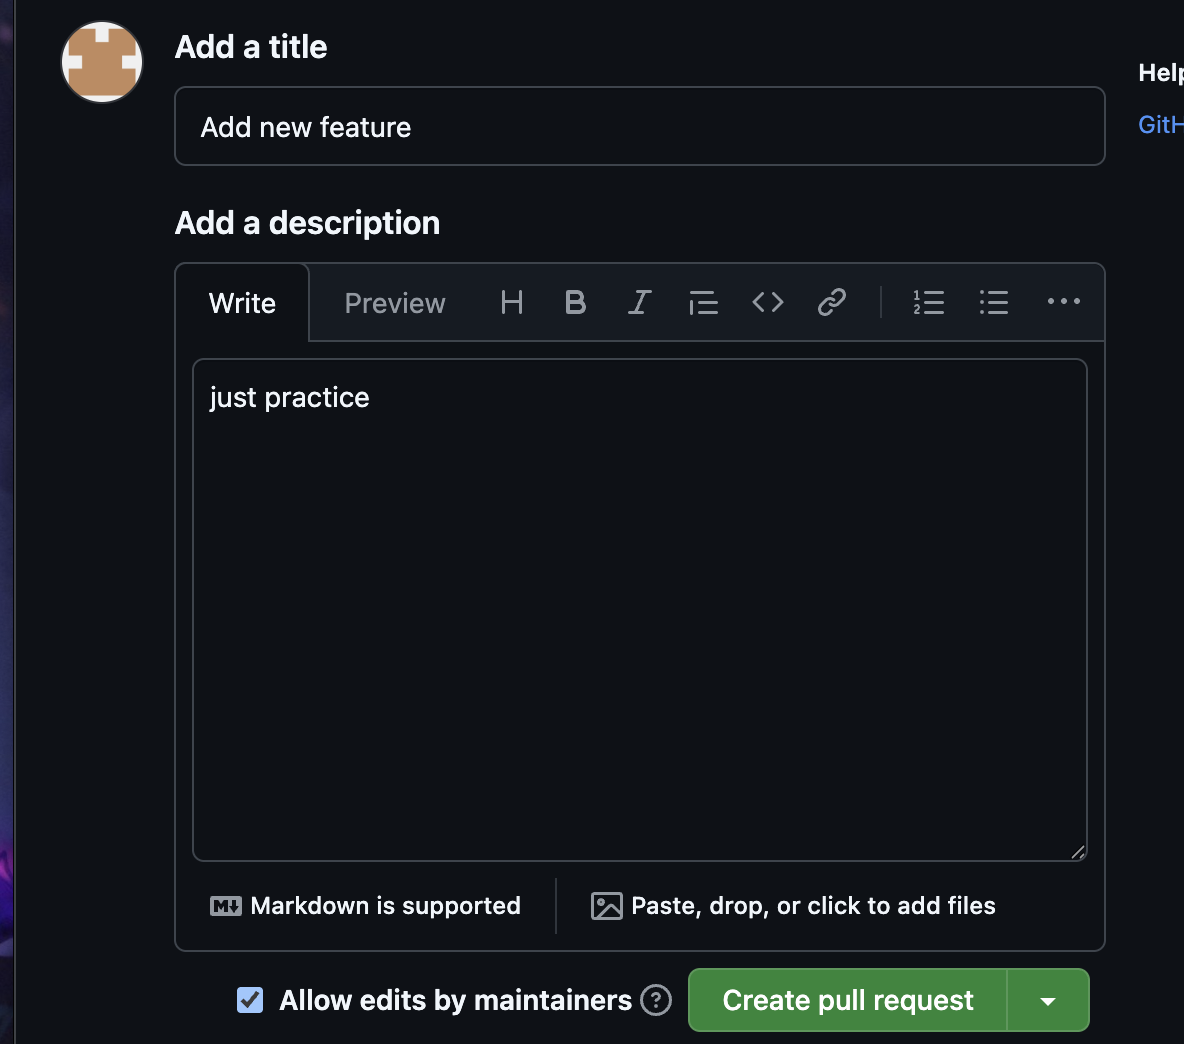 Add a title
Help
GitH
Add new feature
Add a description
Write Preview H B I
just practice
Markdown is supported
Paste, drop, or click to add files
Allow edits by maintainers ?
Create pull request